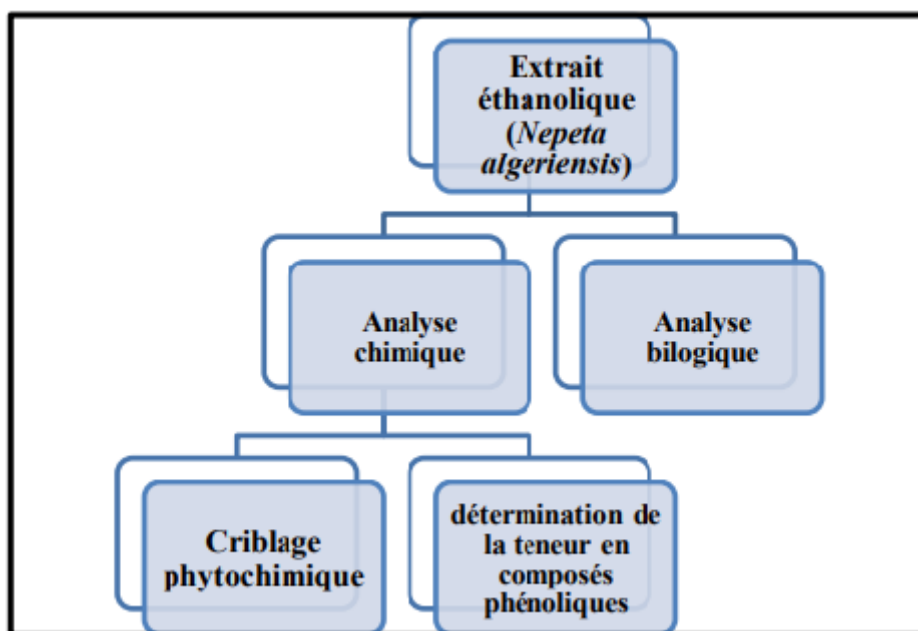 Extrait
éthanolique
(Nepeta
algeriensis)
Analyse
chimique
Analyse
bilogique
Criblage
phytochimique
détermination de
la teneur en
composés
phénoliques